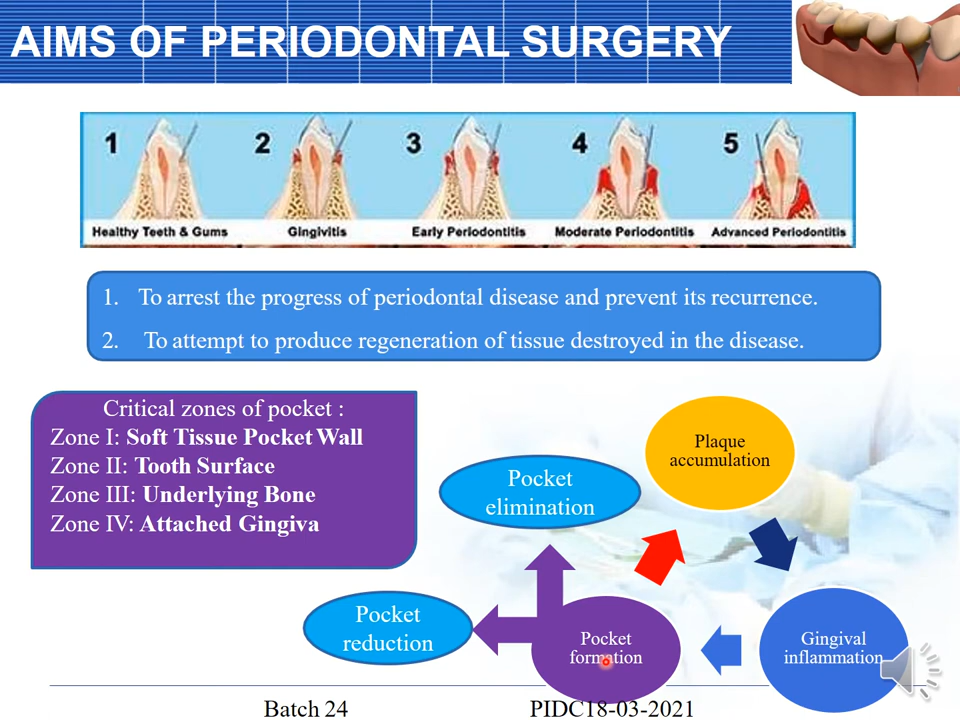 AIMS OF PERIODONTAL SURGERY
1 2 3 4 5
Healthy Teeth & Gums Gingivitis Early Periodontitis Moderate Periodontitis Advanced Periodontitis
1. To arrest the progress of periodontal disease and prevent its recurrence.
2. To attempt to produce regeneration of tissue destroyed in the disease.
Critical zones of pocket :
Zone I: Soft Tissue Pocket Wall
Zone II: Tooth Surface
Zone III: Underlying Bone
Zone IV: Attached Gingiva
Plaque
accumulation
Pocket
elimination
Pocket
reduction
Pocket
formation
Gingival
inflammation
Batch 24 PIDC18-03-2021